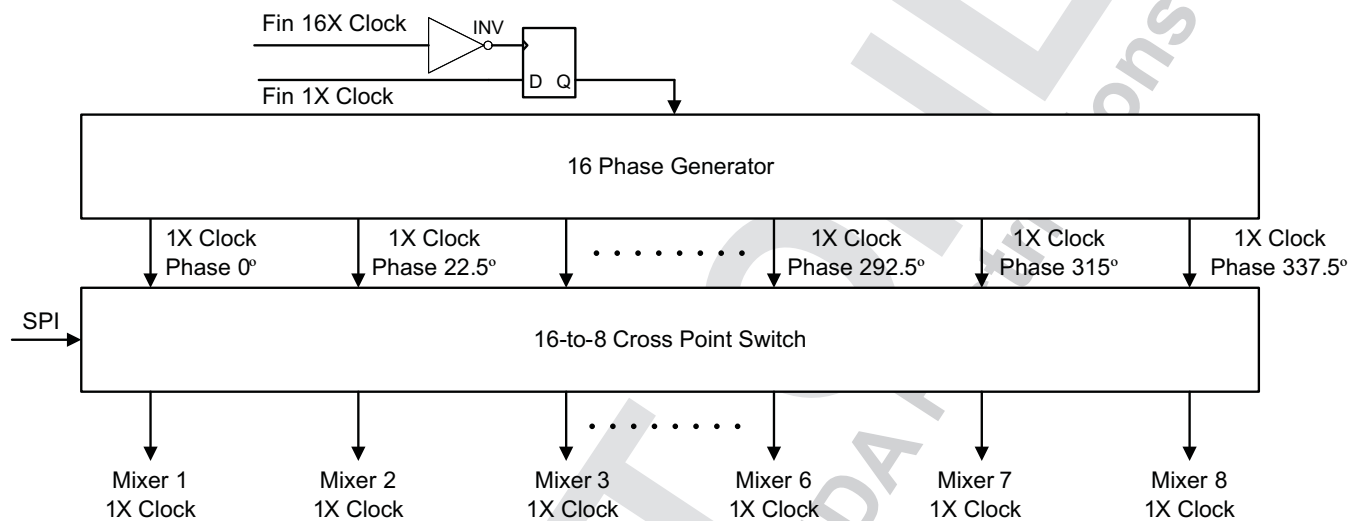 Fin 16X Clock
INV
D Q
Fin 1X Clock
16 Phase Generator
1X Clock
Phase 0º
1X Clock
Phase 22.5º
1X Clock
Phase 292.5º
1X Clock
Phase 315º
1X Clock
Phase 337.5º
SPI
16-to-8 Cross Point Switch
Mixer 1
1X Clock
Mixer 2
1X Clock
Mixer 3
1X Clock
Mixer 6
1X Clock
Mixer 7
1X Clock
Mixer 8
1X Clock